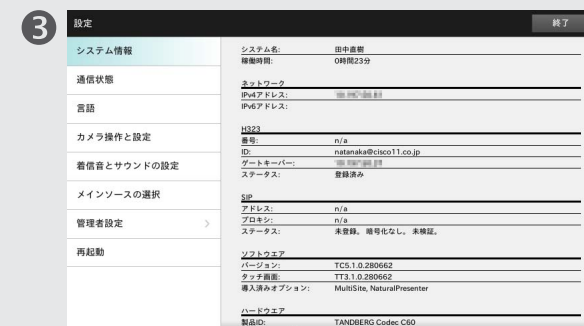 3
設定
終了
システム情報
通信状態
言語
カメラ操作と設定
着信音とサウンドの設定
メインソースの選択
管理者設定
再起動
システム名: 田中直樹
稼働時間: 0時間23分
ネットワーク
IPv4アドレス:
IPv6アドレス:
H323
番号: n/a
ID: natanaka@cisco11.co.jp
ゲートキーパー:
ステータス: 登録済み
SIP
アドレス: n/a
プロキシ: n/a
ステータス: 未登録。 暗号化なし。 未検証。
ソフトウエア
バージョン: TC5.1.0.280662
タッチ画面: TT3.1.0.280662
導入済みオプション: MultiSite, NaturalPresenter
ハードウエア
製品ID: TANDBERG Codec C60